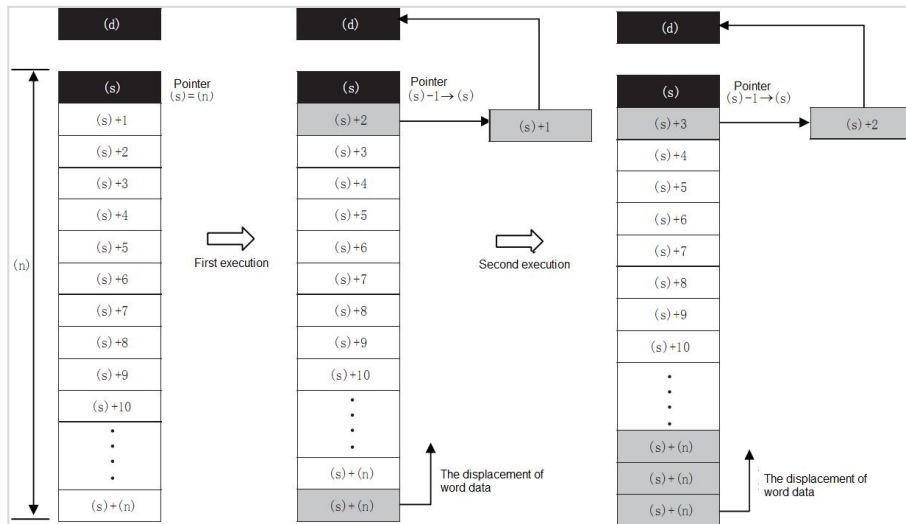 (d)
(s)
Pointer
(s)=(n)
(s)+1
(s)+2
(s)+3
(s)+4
(s)+5
(s)+6
(s)+7
(s)+8
(s)+9
(s)+10
(s)+(n)
(n)
First execution
(d)
(s)
Pointer
(s)-1→(s)
(s)+1
(s)+2
(s)+3
(s)+4
(s)+5
(s)+6
(s)+7
(s)+8
(s)+9
(s)+10
(s)+(n)
(s)+(n)
The displacement of
word data
Second execution
(d)
(s)
Pointer
(s)-1→(s)
(s)+2
(s)+3
(s)+4
(s)+5
(s)+6
(s)+7
(s)+8
(s)+9
(s)+10
(s)+(n)
(s)+(n)
(s)+(n)
The displacement of
word data